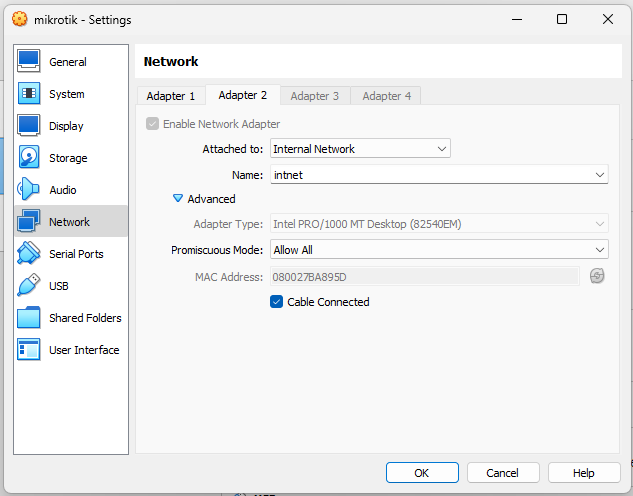 mikrotik - Settings
General
System
Display
Storage
Audio
Network
Serial Ports
USB
Shared Folders
User Interface
Network
Adapter 1 Adapter 2 Adapter 3 Adapter 4
Enable Network Adapter
Attached to: Internal Network
Name: intnet
Advanced
Adapter Type: Intel PRO/1000 MT Desktop (82540EM)
Promiscuous Mode: Allow All
MAC Address: 080027BA895D
Cable Connected
OK Cancel Help